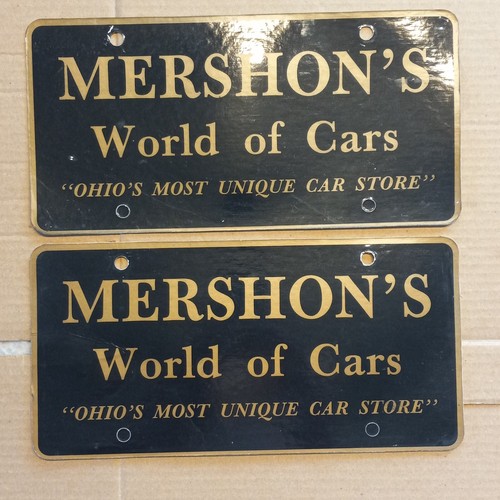 MERSHON'S
World of Cars
"OHIO'S MOST UNIQUE CAR STORE"
MERSHON'S
World of Cars
"OHIO'S MOST UNIQUE CAR STORE"